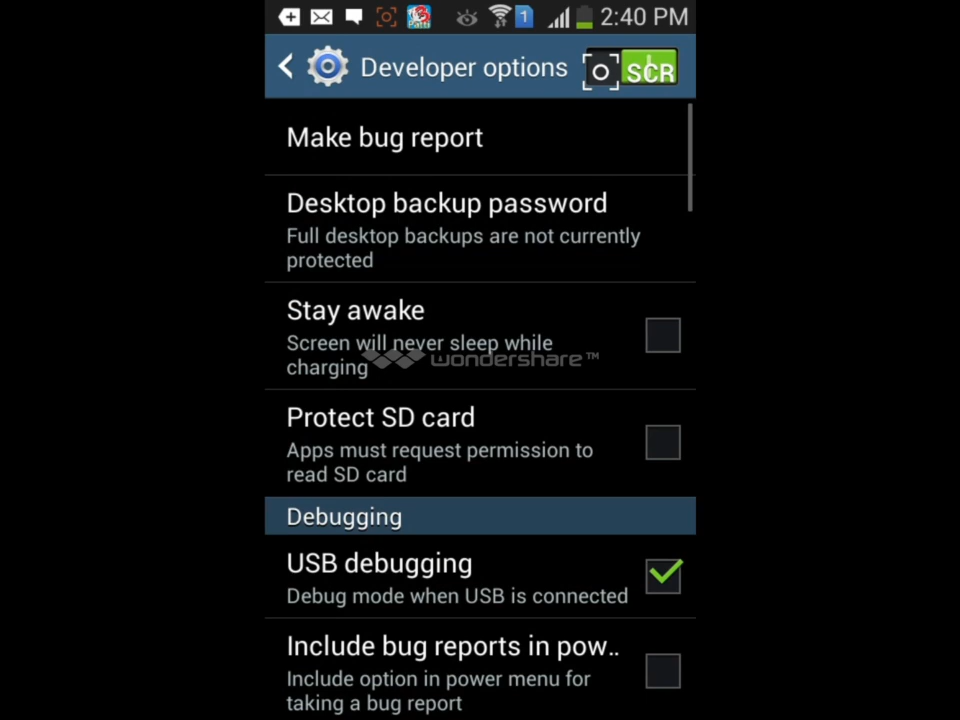 1 2:40 PM
Developer options
SCR
Make bug report
Desktop backup password
Full desktop backups are not currently
protected
Stay awake
Screen will never sleep while
charging
wondershare™
Protect SD card
Apps must request permission to
read SD card
Debugging
USB debugging
Debug mode when USB is connected
Include bug reports in pow..
Include option in power menu for
taking a bug report